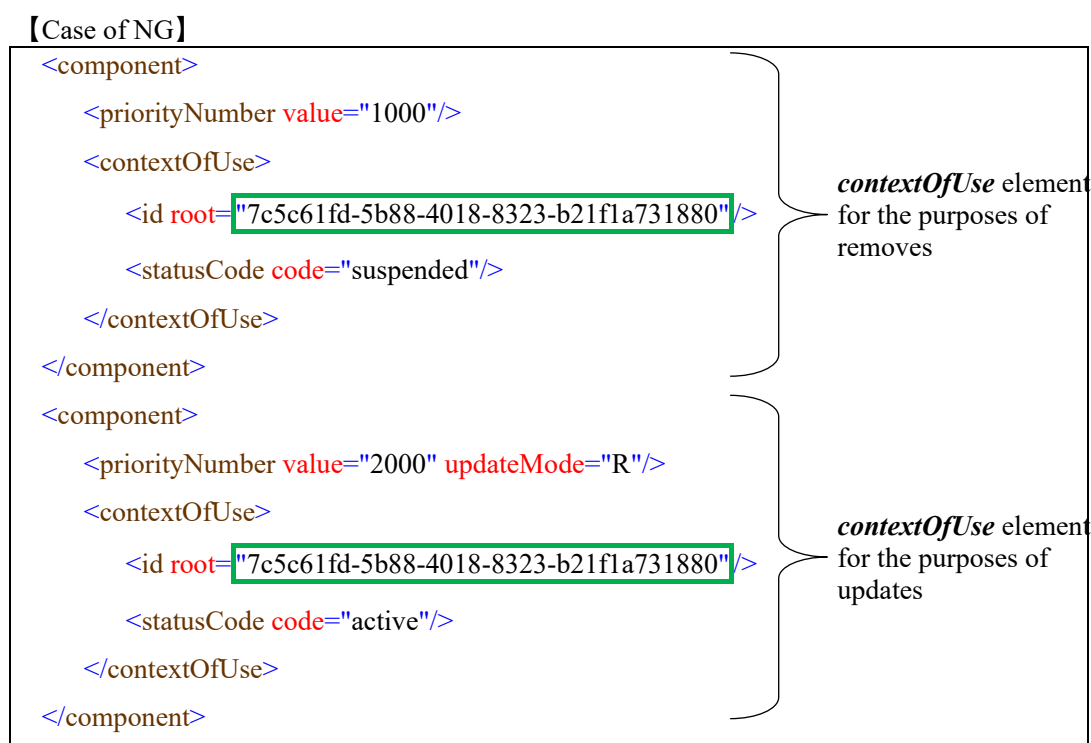 【Case of NG】
<component>
<priorityNumber value="1000"/>
<contextOfUse>
<id root="7c5c61fd-5b88-4018-8323-b21f1a731880"/>
<statusCode code="suspended"/>
</contextOfUse>
</component>
contextOfUse element
for the purposes of
removes
<component>
<priorityNumber value="2000" updateMode="R"/>
<contextOfUse>
<id root="7c5c61fd-5b88-4018-8323-b21f1a731880"/>
<statusCode code="active"/>
</contextOfUse>
</component>
contextOfUse element
for the purposes of
updates